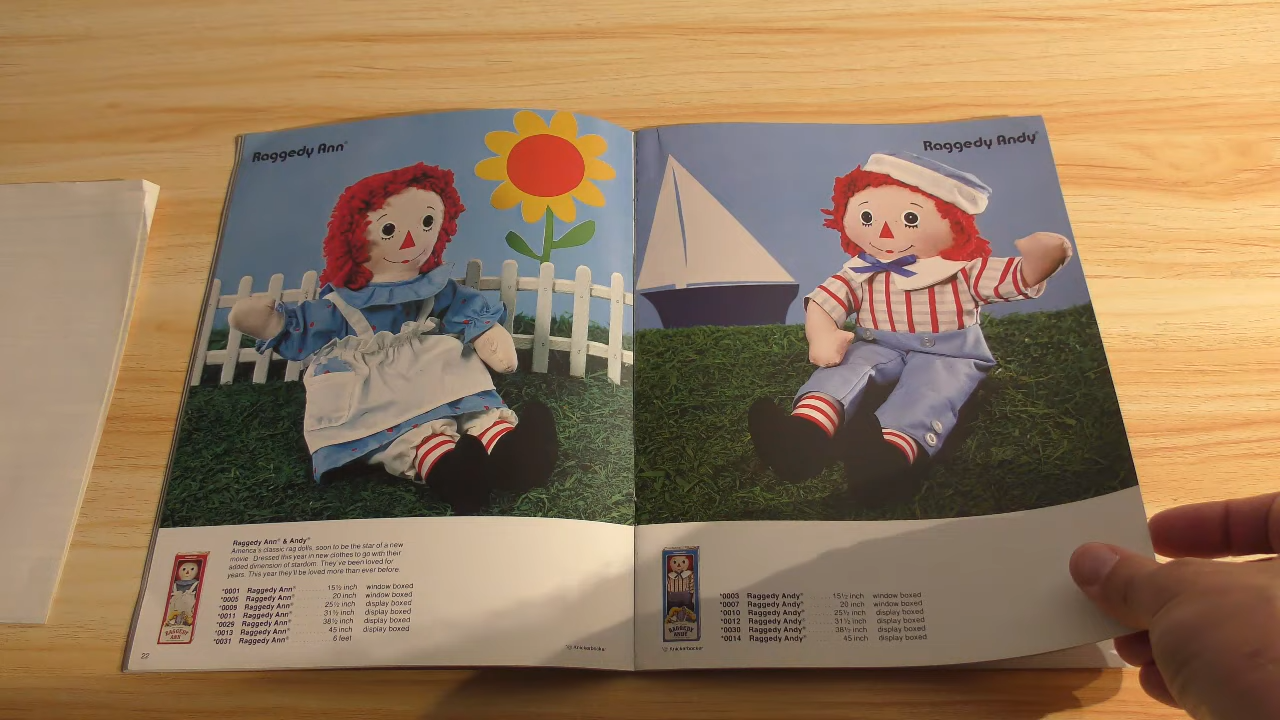 Raggedy Ann®
Raggedy Ann® & Andy®
America's classic rag dolls, soon to be the star of a new
movie. Dressed this year in new clothes to go with their
added dimension of stardom. They've been loved for
years. This year they'll be loved more than ever before.
*0001 Raggedy Ann® 15½ inch window boxed
*0005 Raggedy Ann® 20 inch window boxed
*0009 Raggedy Ann® 25½ inch display boxed
*0011 Raggedy Ann® 31½ inch display boxed
*0029 Raggedy Ann® 38½ inch display boxed
*0013 Raggedy Ann® 45 inch display boxed
*0031 Raggedy Ann® 6 feet
RAGGEDY
ANN
22
Knickerbocker
Raggedy Andy®
*0003 Raggedy Andy® 15½ inch window boxed
*0007 Raggedy Andy® 20 inch window boxed
*0010 Raggedy Andy® 25½ inch display boxed
*0012 Raggedy Andy® 31½ inch display boxed
*0030 Raggedy Andy® 38½ inch display boxed
*0014 Raggedy Andy® 45 inch display boxed
RAGGEDY
ANDY
Knickerbocker